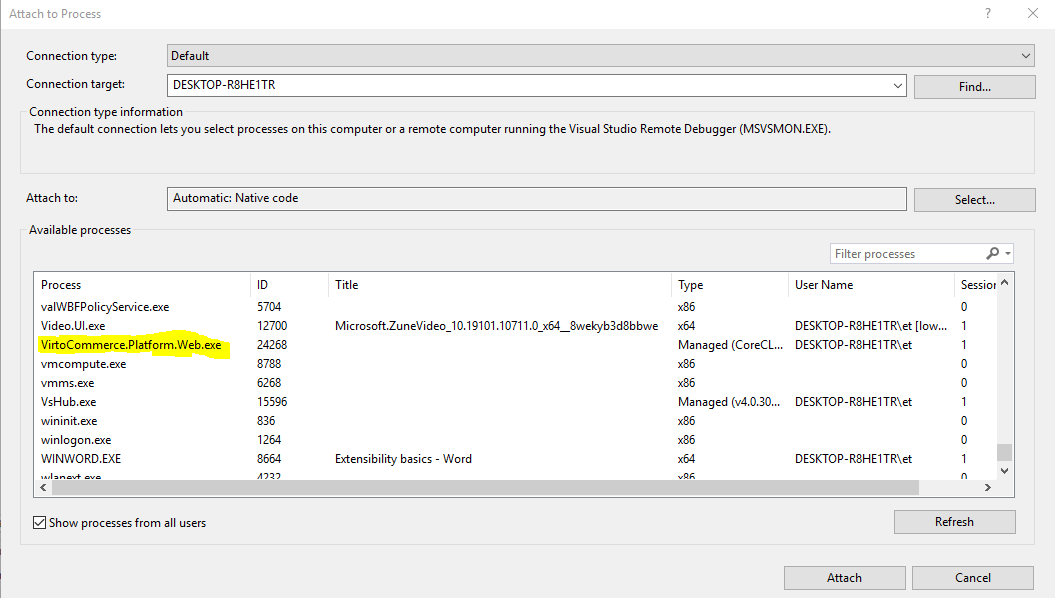 Attach to Process ?
Connection type: Default
Connection target: DESKTOP-R8HE1TR Find...
Connection type information
The default connection lets you select processes on this computer or a remote computer running the Visual Studio Remote Debugger (MSVSMON.EXE).
Attach to: Automatic: Native code Select...
Available processes
Filter processes
Process ID Title Type User Name Session
valWBFPolicyService.exe 5704 x86 0
Video.UI.exe 12700 Microsoft.ZuneVideo_10.19101.10711.0_x64__8wekyb3d8bbwe x64 DESKTOP-R8HE1TR\et [low... 1
VirtoCommerce.Platform.Web.exe 24268 Managed (CoreCL... DESKTOP-R8HE1TR\et 1
vmcompute.exe 8788 x86 0
vmms.exe 6268 x86 0
VsHub.exe 15596 Managed (v4.0.30... DESKTOP-R8HE1TR\et 1
wininit.exe 836 x86 0
winlogon.exe 1264 x86 0
WINWORD.EXE 8664 Extensibility basics - Word x64 DESKTOP-R8HE1TR\et 1
wlanext.exe 4232 x86 0
Show processes from all users Refresh
Attach Cancel